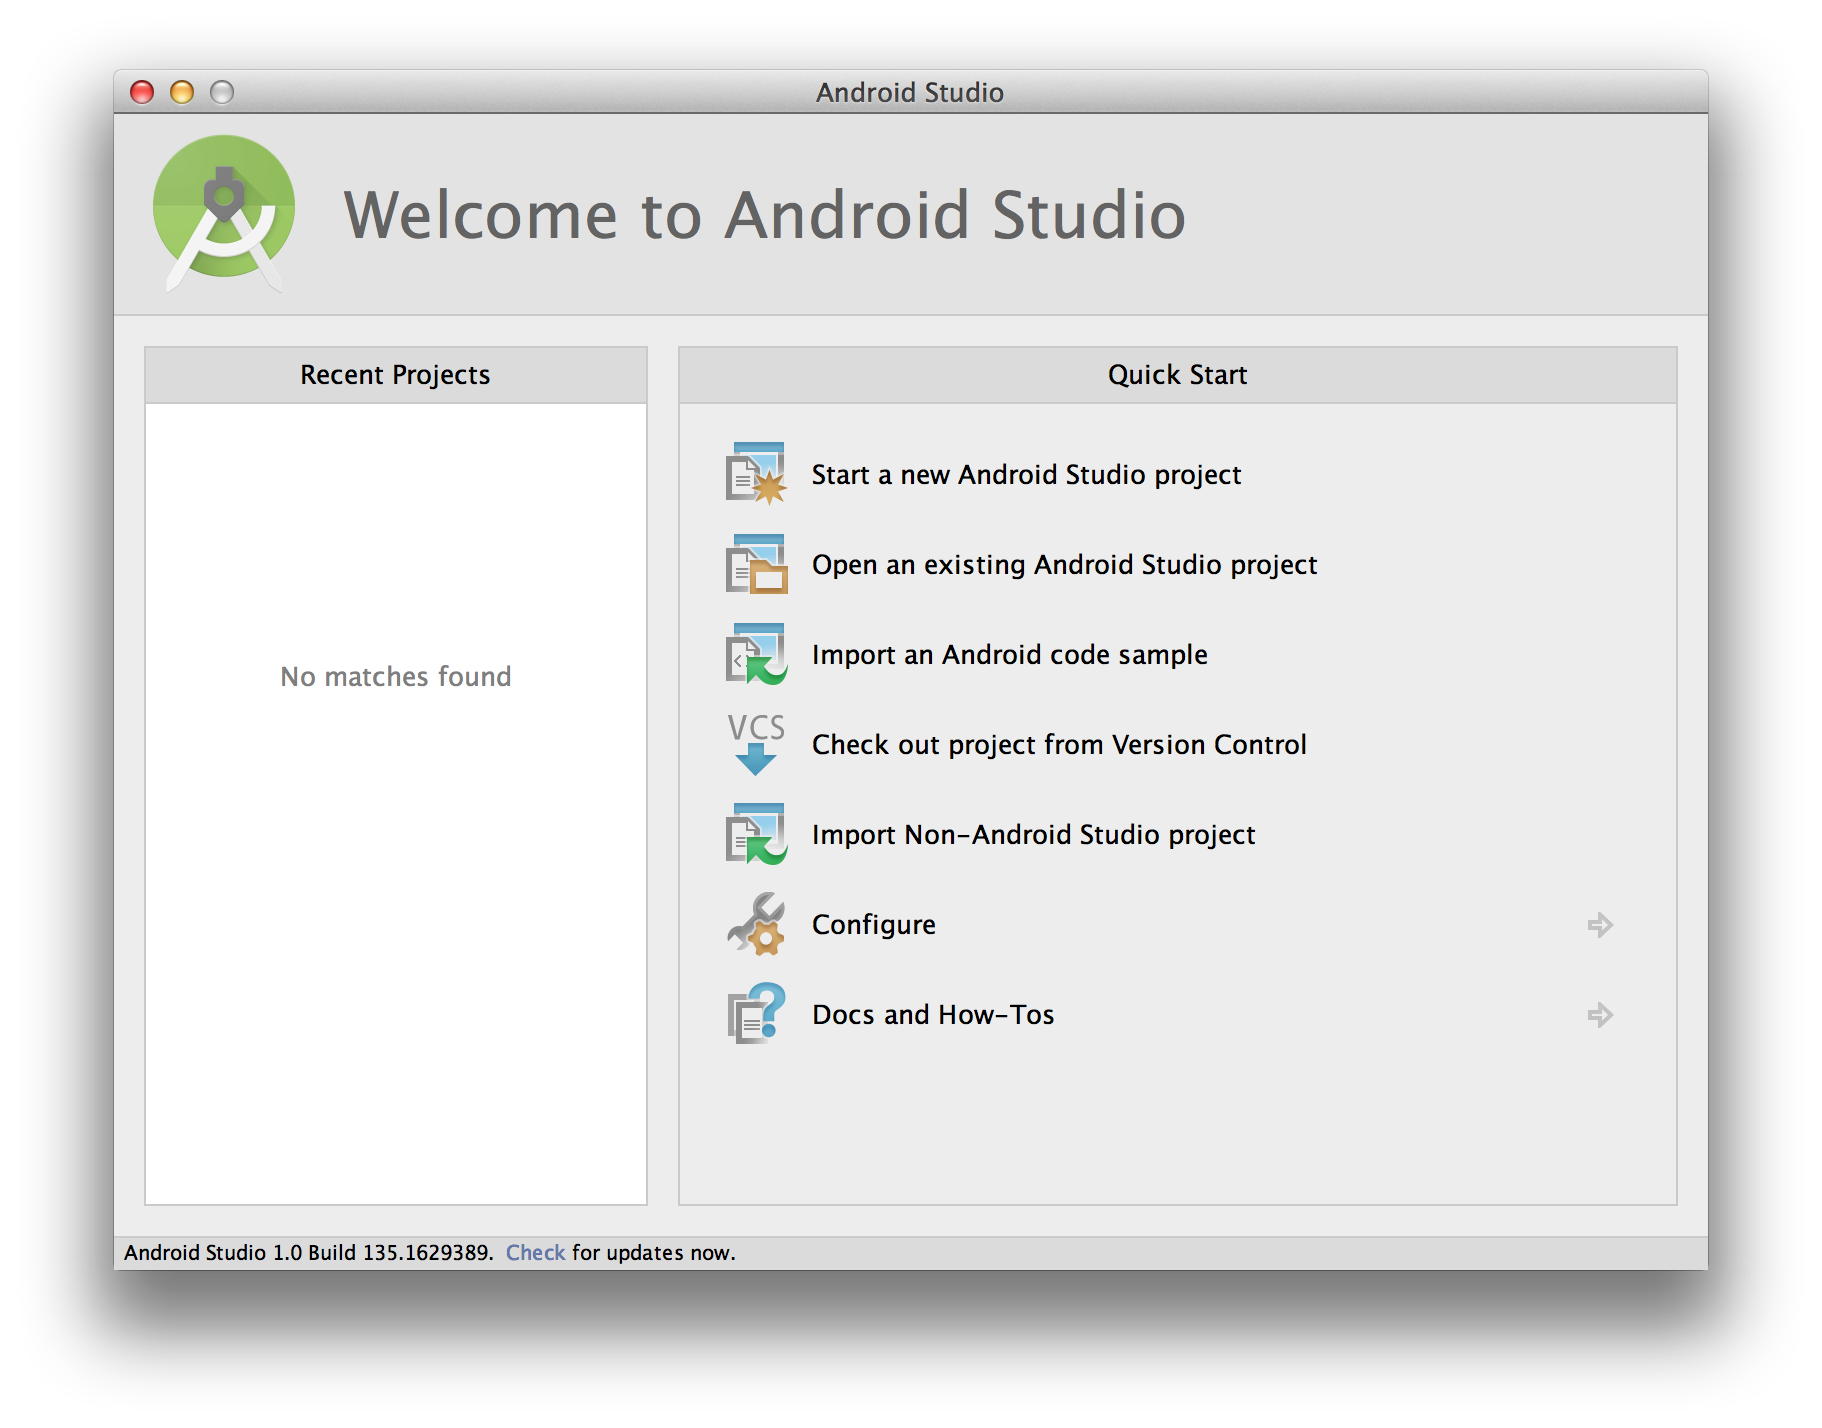 Android Studio
Welcome to Android Studio
Recent Projects
No matches found
Quick Start
Start a new Android Studio project
Open an existing Android Studio project
Import an Android code sample
VCS
Check out project from Version Control
Import Non-Android Studio project
Configure
Docs and How-Tos
Android Studio 1.0 Build 135.1629389. Check for updates now.